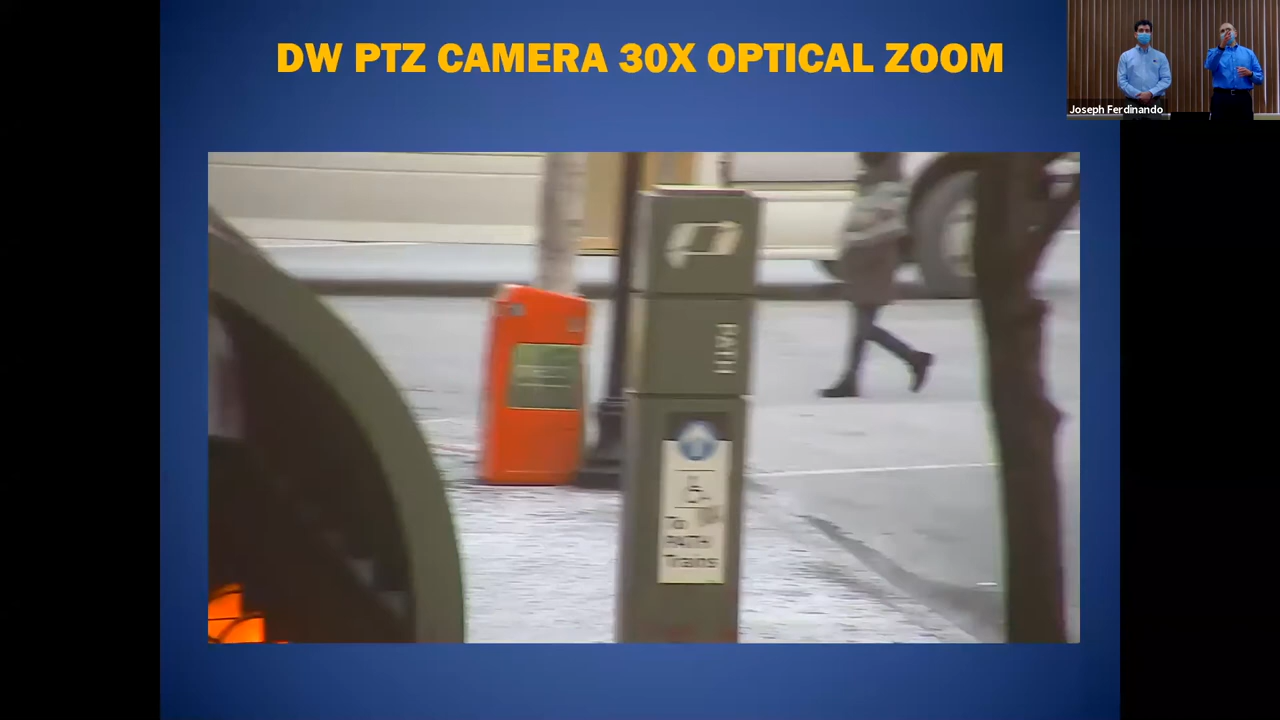 DW PTZ CAMERA 30X OPTICAL ZOOM
Joseph Ferdinando
PATH
To
PATH
Trains